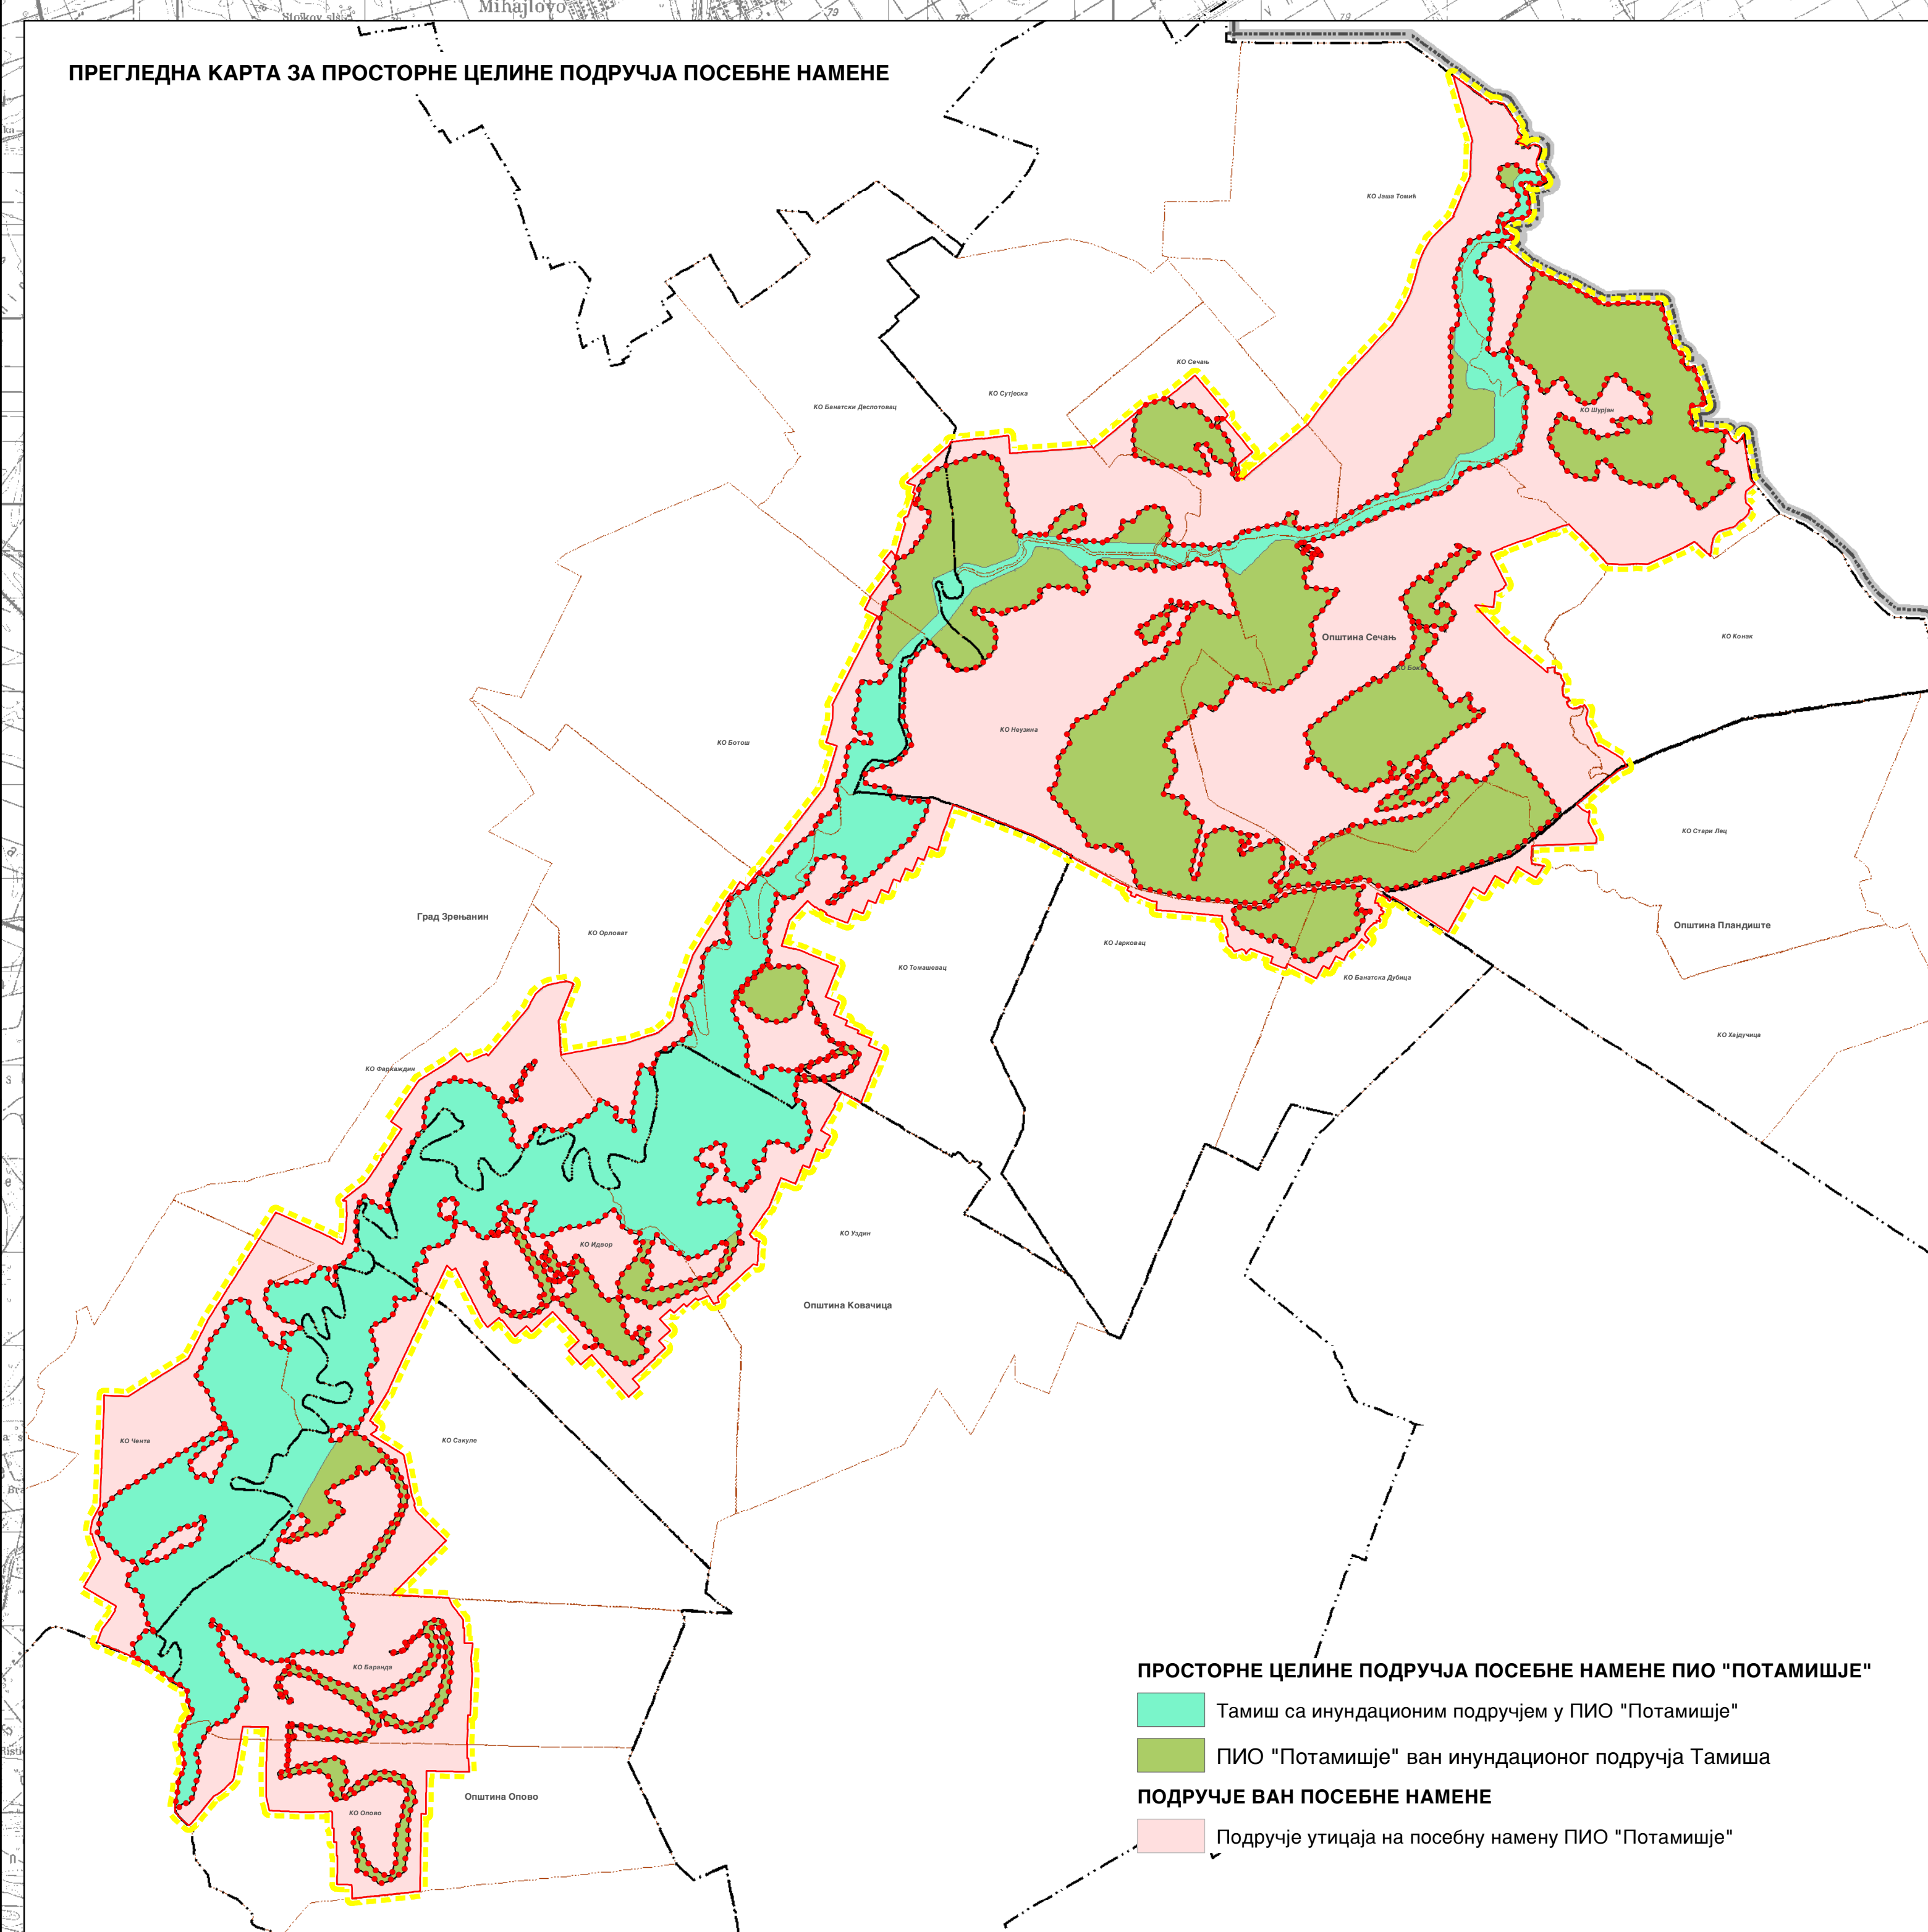 Mihajlovo
Stojkov sl.
79
79
ПРЕГЛЕДНА КАРТА ЗА ПРОСТОРНЕ ЦЕЛИНЕ ПОДРУЧЈА ПОСЕБНЕ НАМЕНЕ
КО Јаша Томић
КО Сечањ
КО Сутјеска
КО Банатски Деспотовац
КО Шурјан
Општина Сечањ
КО Конак
КО Неузина
КО Ботош
КО Стари Лец
Град Зрењанин
КО Орловат
Општина Пландиште
КО Јарковац
КО Томашевац
КО Банатска Дубица
КО Хајдучица
КО Фаркаждин
КО Уздин
КО Идвор
Општина Ковачица
КО Чента
КО Сакуле
КО Баранда
Општина Опово
КО Опово
ПРОСТОРНЕ ЦЕЛИНЕ ПОДРУЧЈА ПОСЕБНЕ НАМЕНЕ ПИО "ПОТАМИШЈЕ"
Тамиш са инундационим подручјем у ПИО "Потамишје"
ПИО "Потамишје" ван инундационог подручја Тамиша
ПОДРУЧЈЕ ВАН ПОСЕБНЕ НАМЕНЕ
Подручје утицаја на посебну намену ПИО "Потамишје"